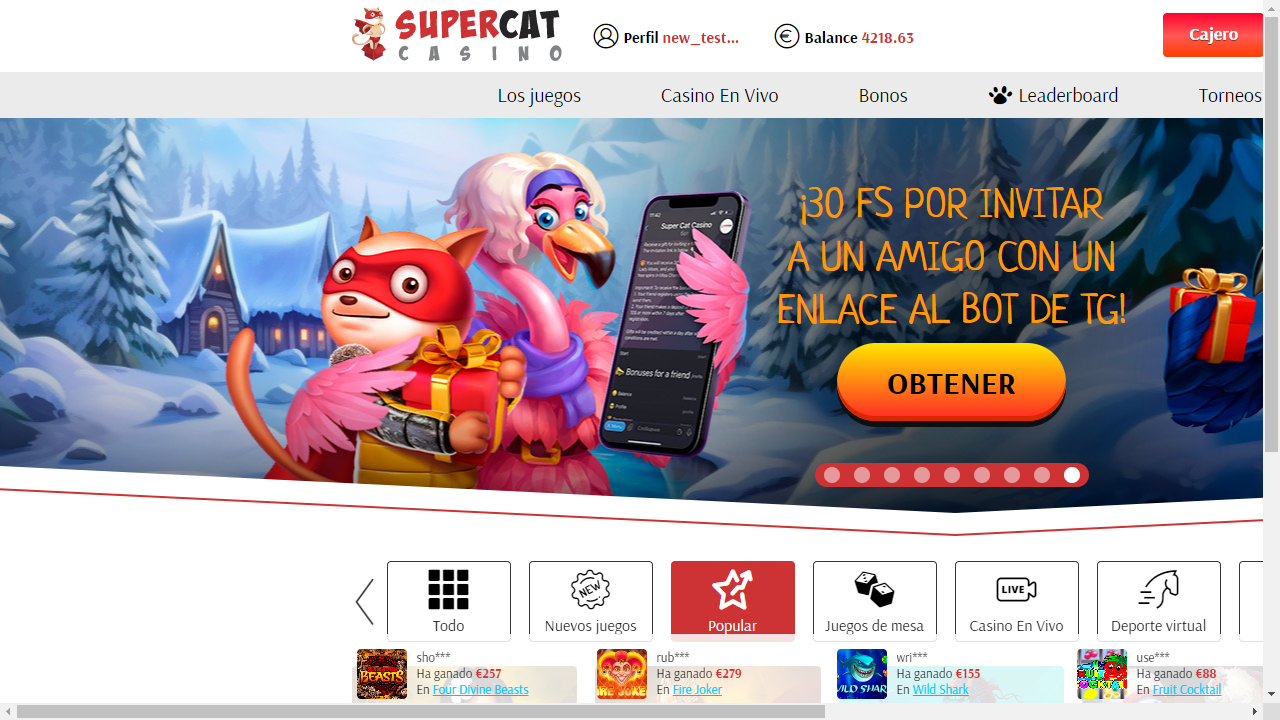 SUPERCAT
CASINO
Perfil new_test...
Balance 4218.63
Cajero
Los juegos
Casino En Vivo
Bonos
Leaderboard
Torneos
Super Cat Casino
¡30 FS POR INVITAR
A UN AMIGO CON UN
ENLACE AL BOT DE TG!
OBTENER
Bonuses for a friend
Todo
NEW
Nuevos juegos
Popular
Juegos de mesa
LIVE
Casino En Vivo
Deporte virtual
sho***
Ha ganado €257
En Four Divine Beasts
rub***
Ha ganado €279
En Fire Joker
wri***
Ha ganado €155
En Wild Shark
use***
Ha ganado €88
En Fruit Cocktail